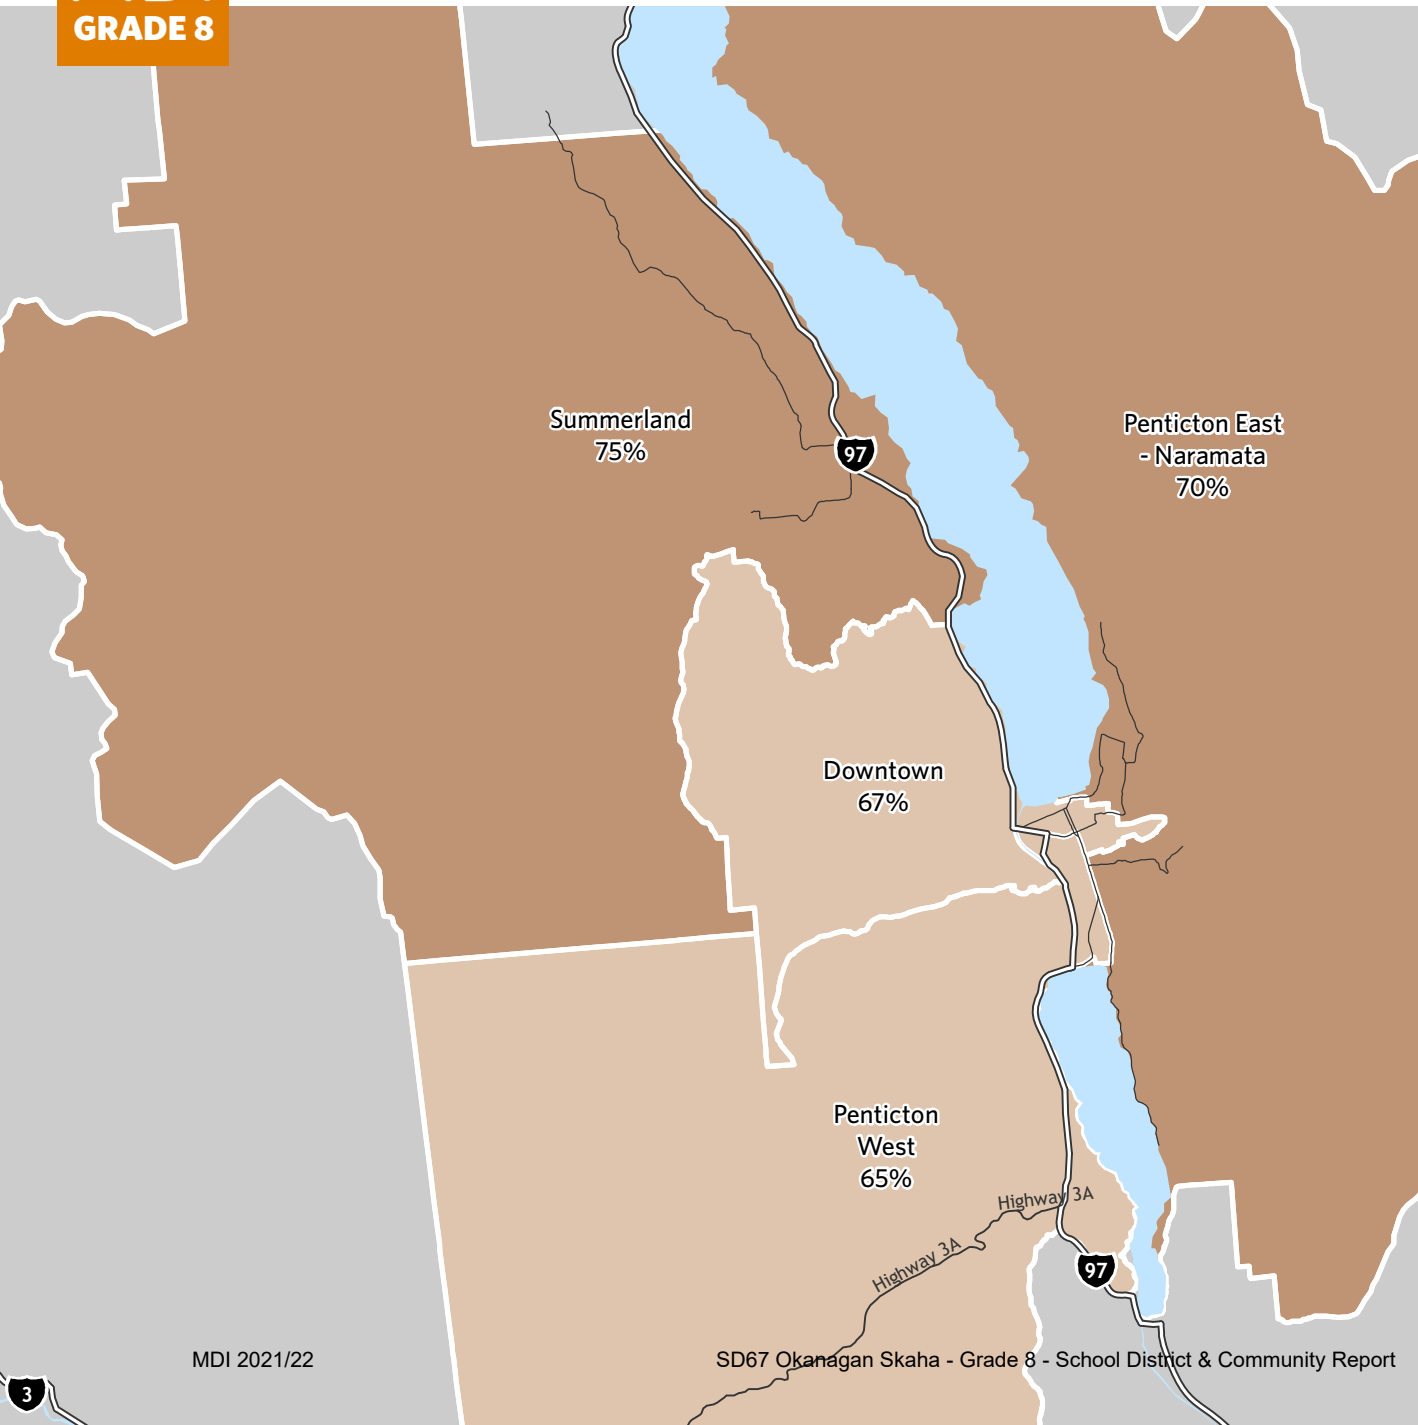 GRADE 8
Summerland
75%
Penticton East
- Naramata
70%
97
Downtown
67%
Penticton
West
65%
Highway 3A
Highway 3A
97
MDI 2021/22
SD67 Okanagan Skaha - Grade 8 - School District & Community Report
3